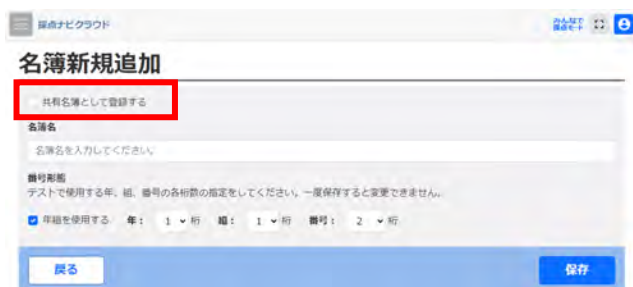 採点ナビクラウド
みんなで
採点モード
名簿新規追加
共有名簿として登録する
名簿名
名簿名を入力してください。
番号形態
テストで使用する年、組、番号の各桁数の指定をしてください。一度保存すると変更できません。
年組を使用する 年： 1 桁 組： 1 桁 番号： 2 桁
戻る 保存